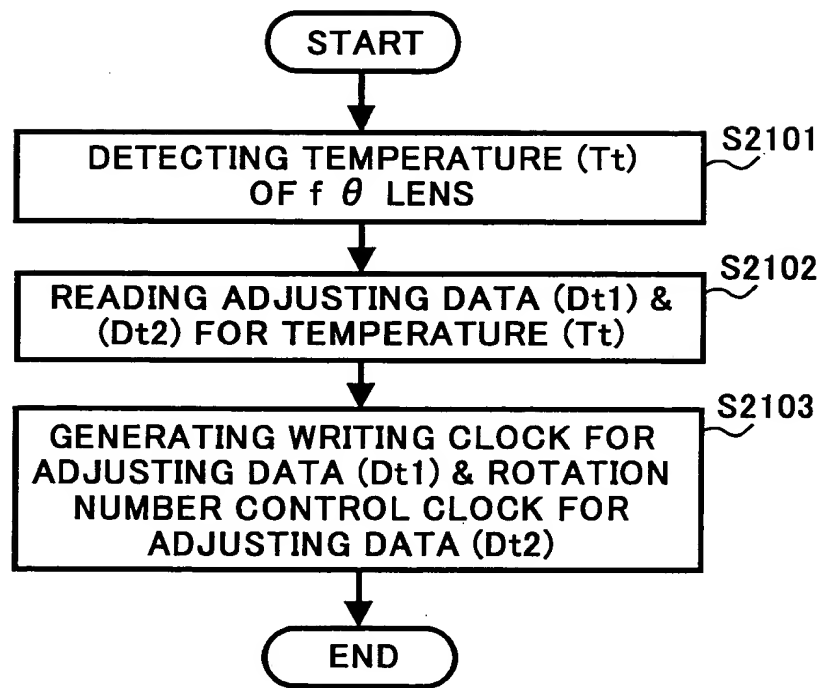 START
S2101
DETECTING TEMPERATURE (Tt)
OF f θ LENS
S2102
READING ADJUSTING DATA (Dt1) &
(Dt2) FOR TEMPERATURE (Tt)
S2103
GENERATING WRITING CLOCK FOR
ADJUSTING DATA (Dt1) & ROTATION
NUMBER CONTROL CLOCK FOR
ADJUSTING DATA (Dt2)
END